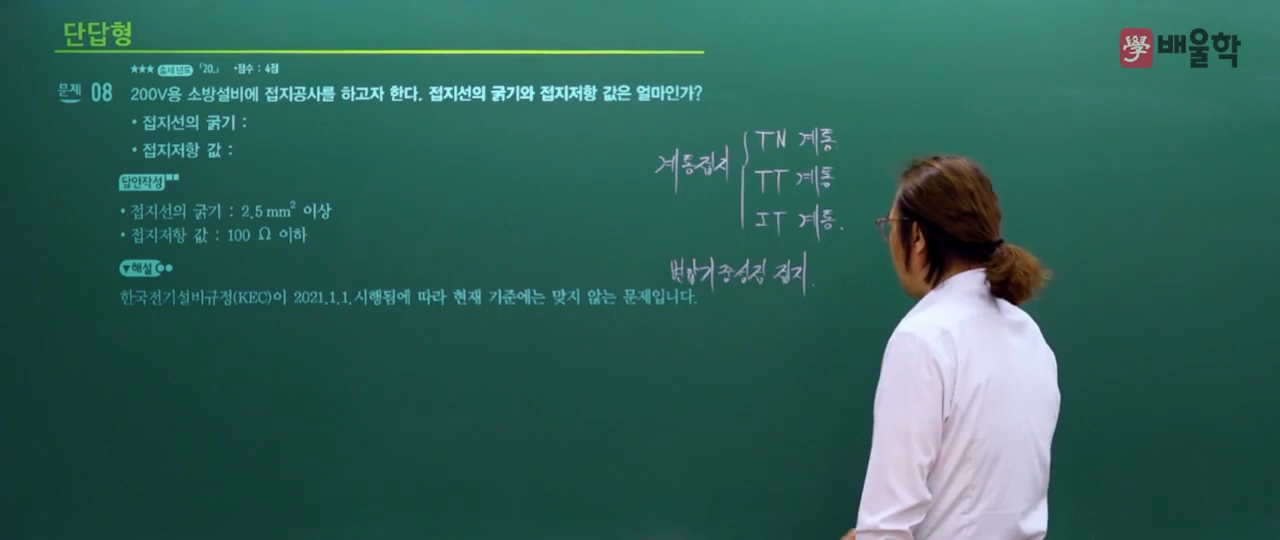 단답형
學 배울학
★★★ 출제년도 「20.」 •점수 : 4점
문제 08 200V용 소방설비에 접지공사를 하고자 한다. 접지선의 굵기와 접지저항 값은 얼마인가?
• 접지선의 굵기 :
• 접지저항 값 :
답안작성
• 접지선의 굵기 : 2.5 mm² 이상
• 접지저항 값 : 100 Ω 이하
▼해설
한국전기설비규정(KEC)이 2021.1.1.시행됨에 따라 현재 기준에는 맞지 않는 문제입니다.
계통접지
TN 계통
TT 계통
IT 계통.
변압기 중성점 접지.